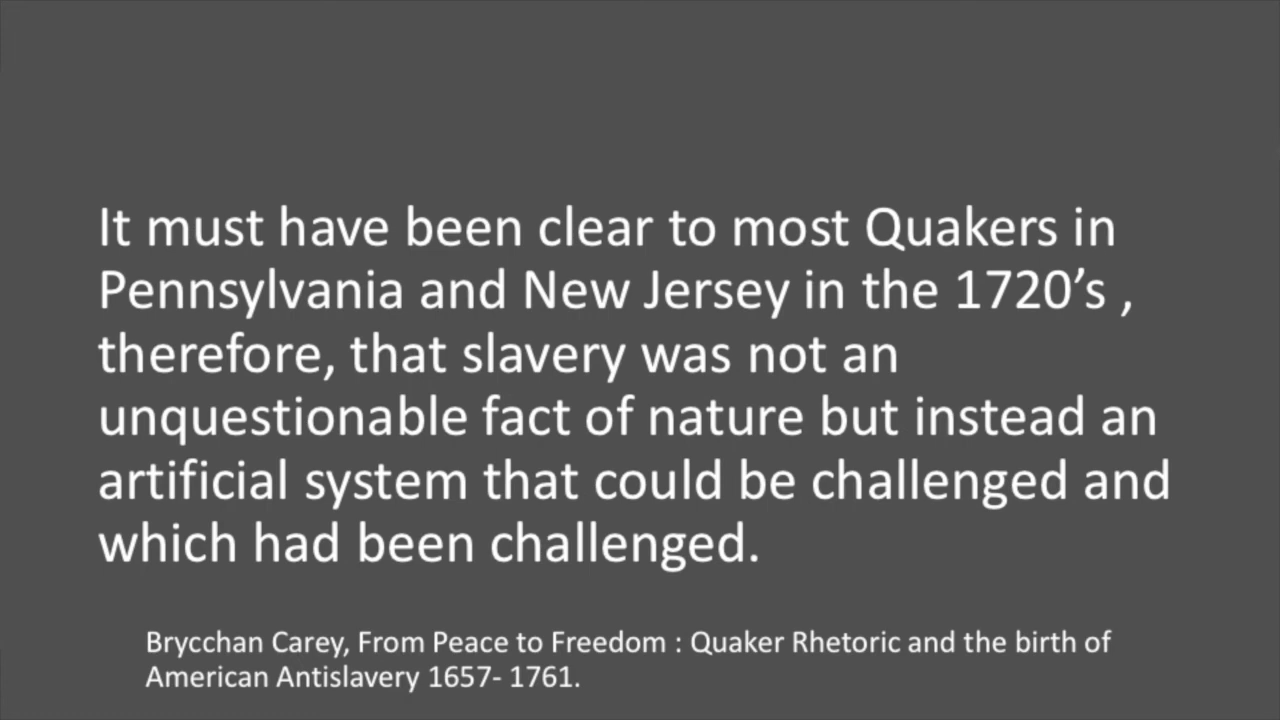 It must have been clear to most Quakers in
Pennsylvania and New Jersey in the 1720’s ,
therefore, that slavery was not an
unquestionable fact of nature but instead an
artificial system that could be challenged and
which had been challenged.
Brycchan Carey, From Peace to Freedom : Quaker Rhetoric and the birth of
American Antislavery 1657- 1761.